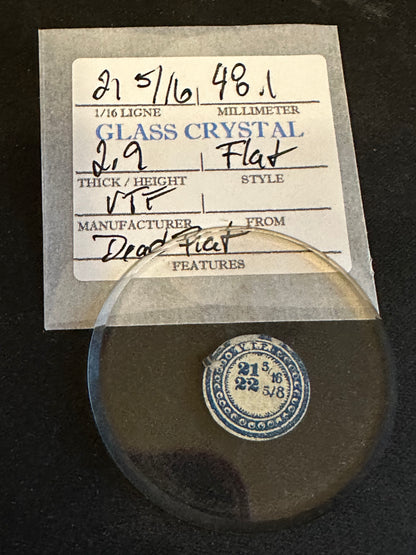 21 5/16 48.1
1/16 LIGNE MILLIMETER
GLASS CRYSTAL
2.9 Flat
THICK / HEIGHT STYLE
VTF
MANUFACTURER FROM
Dead Flat
FEATURES
V.T.F.
21 5/16
22 5/8